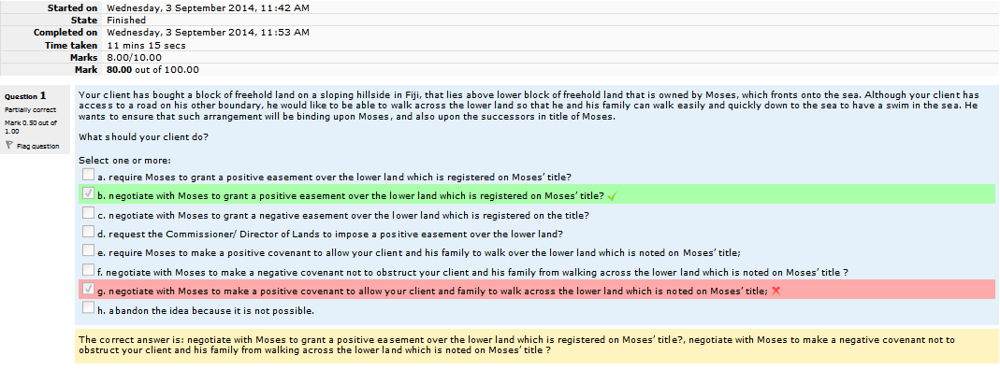 Started on Wednesday, 3 September 2014, 11:42 AM
State Finished
Completed on Wednesday, 3 September 2014, 11:53 AM
Time taken 11 mins 15 secs
Marks 8.00/10.00
Mark 80.00 out of 100.00
Question 1
Partially correct
Mark 0.50 out of
1.00
Flag question
Your client has bought a block of freehold land on a sloping hillside in Fiji, that lies above lower block of freehold land that is owned by Moses, which fronts onto the sea. Although your client has
access to a road on his other boundary, he would like to be able to walk across the lower land so that he and his family can walk easily and quickly down to the sea to have a swim in the sea. He
wants to ensure that such arrangement will be binding upon Moses, and also upon the successors in title of Moses.
What should your client do?
Select one or more:
a. require Moses to grant a positive easement over the lower land which is registered on Moses’ title?
b. negotiate with Moses to grant a positive easement over the lower land which is registered on Moses’ title?
c. negotiate with Moses to grant a negative easement over the lower land which is registered on the title?
d. request the Commissioner/ Director of Lands to impose a positive easement over the lower land?
e. require Moses to make a positive covenant to allow your client and his family to walk over the lower land which is noted on Moses’ title;
f. negotiate with Moses to make a negative covenant not to obstruct your client and his family from walking across the lower land which is noted on Moses’ title ?
g. negotiate with Moses to make a positive covenant to allow your client and family to walk across the lower land which is noted on Moses’ title;
h. abandon the idea because it is not possible.
The correct answer is: negotiate with Moses to grant a positive easement over the lower land which is registered on Moses’ title?, negotiate with Moses to make a negative covenant not to
obstruct your client and his family from walking across the lower land which is noted on Moses’ title ?